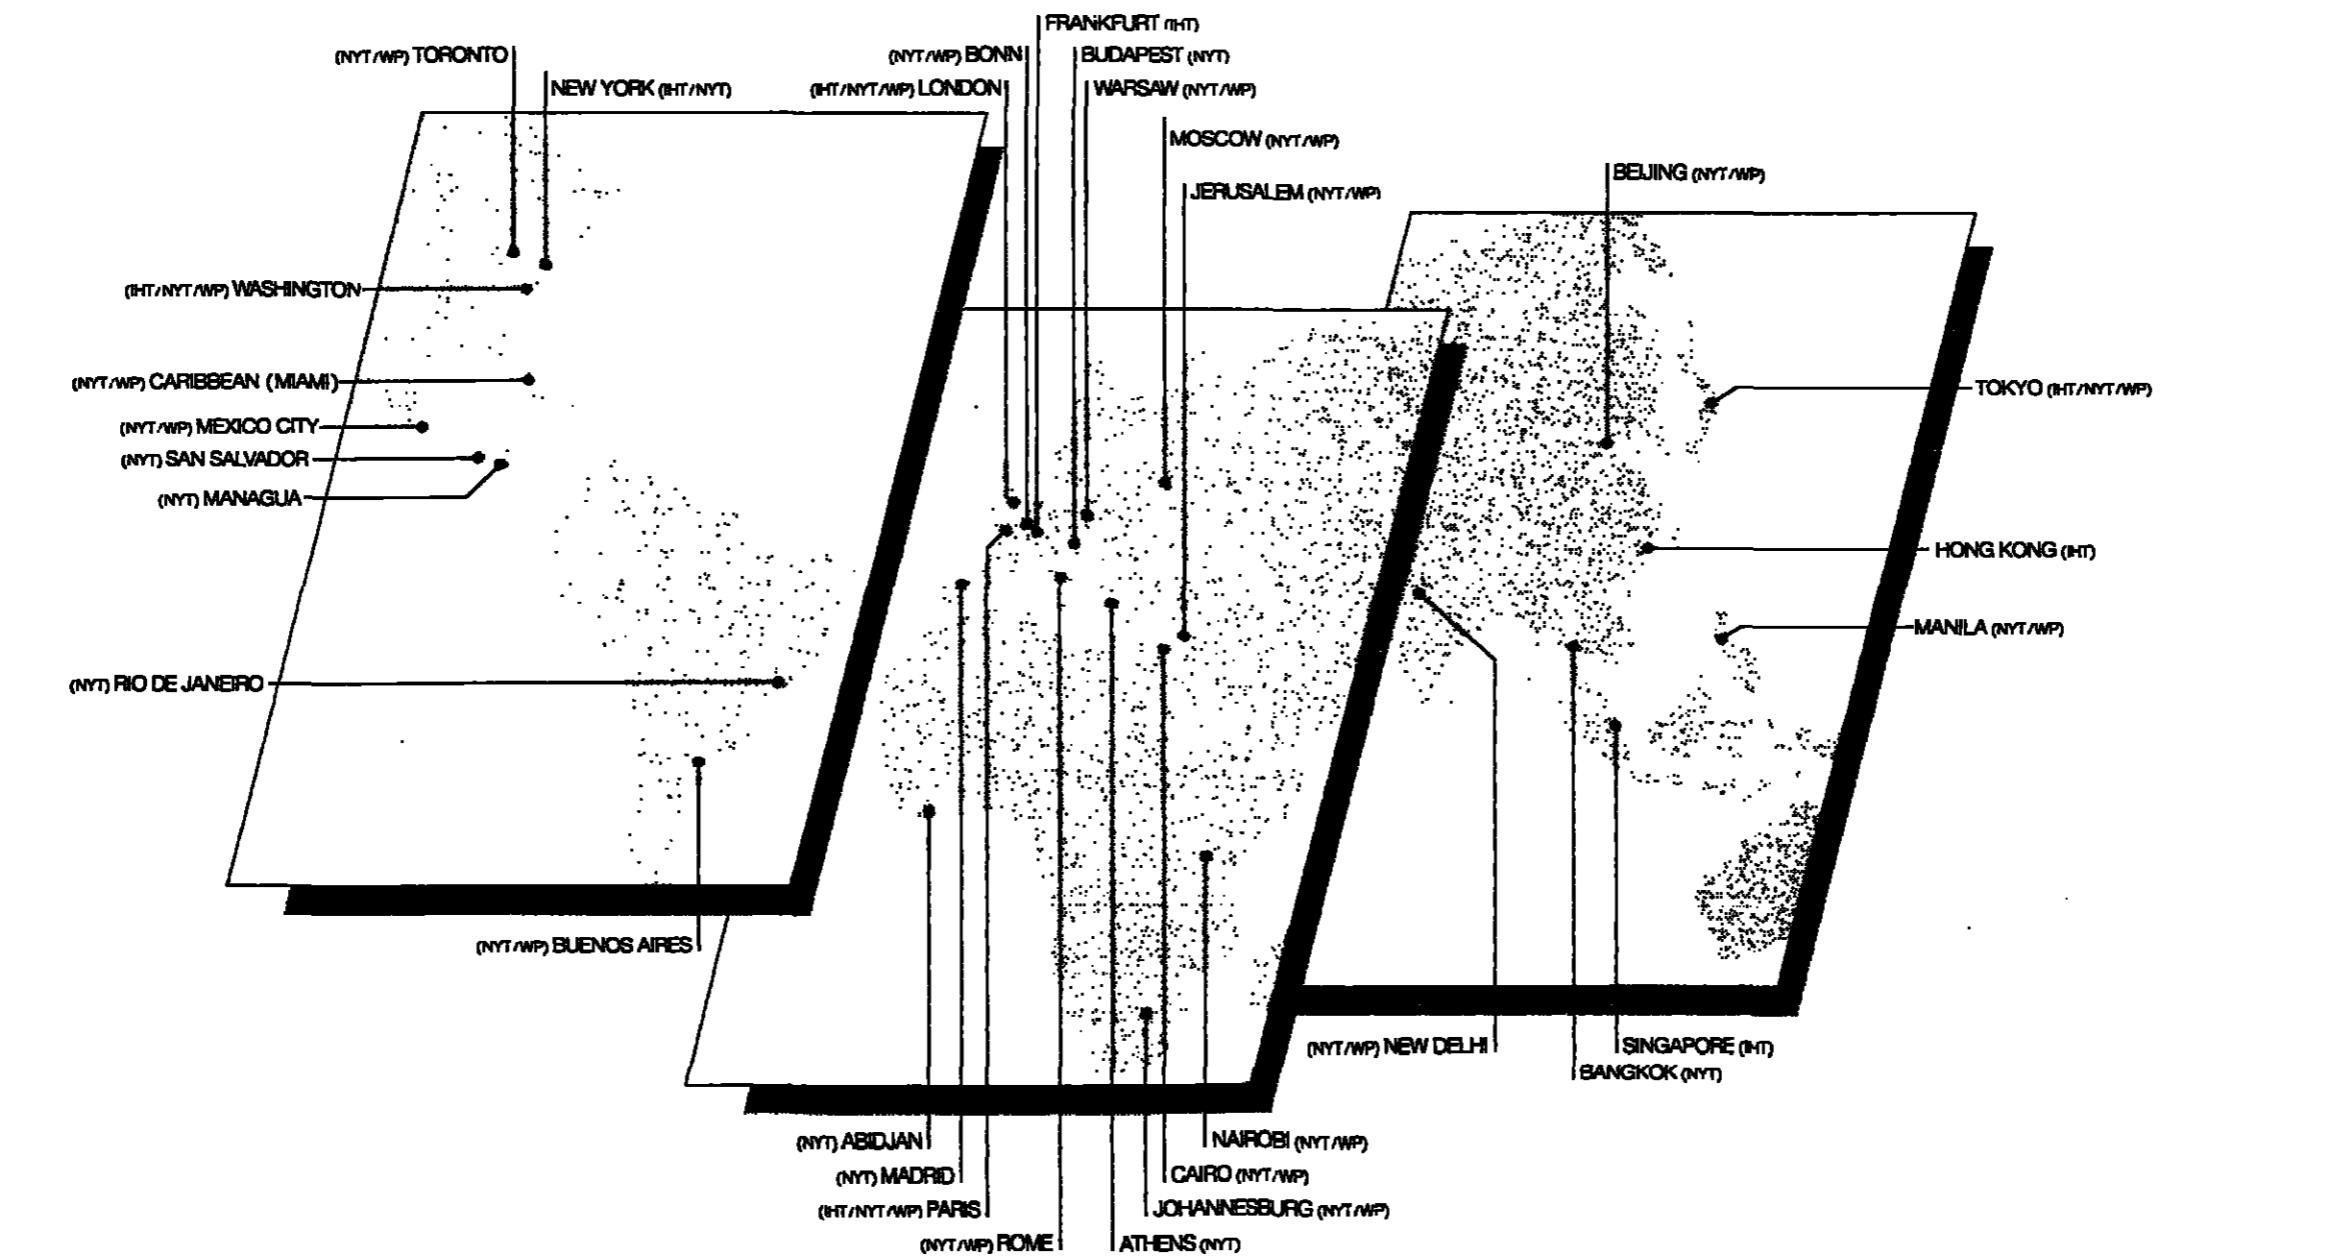 FRANKFURT (IHT)
(NYT/WP) TORONTO
(NYT/WP) BONN
BUDAPEST (NYT)
NEW YORK (IHT/NYT)
(IHT/NYT/WP) LONDON
WARSAW (NYT/WP)
MOSCOW (NYT/WP)
BEIJING (NYT/WP)
JERUSALEM (NYT/WP)
(IHT/NYT/WP) WASHINGTON
(NYT/WP) CARIBBEAN (MIAMI)
TOKYO (IHT/NYT/WP)
(NYT/WP) MEXICO CITY
(NYT) SAN SALVADOR
(NYT) MANAGUA
HONG KONG (IHT)
MANILA (NYT/WP)
(NYT) RIO DE JANEIRO
(NYT/WP) BUENOS AIRES
(NYT/WP) NEW DELHI
SINGAPORE (IHT)
BANGKOK (NYT)
(NYT) ABIDJAN
NAIROBI (NYT/WP)
(NYT) MADRID
CAIRO (NYT/WP)
(IHT/NYT/WP) PARIS
JOHANNESBURG (NYT/WP)
(NYT/WP) ROME
ATHENS (NYT)